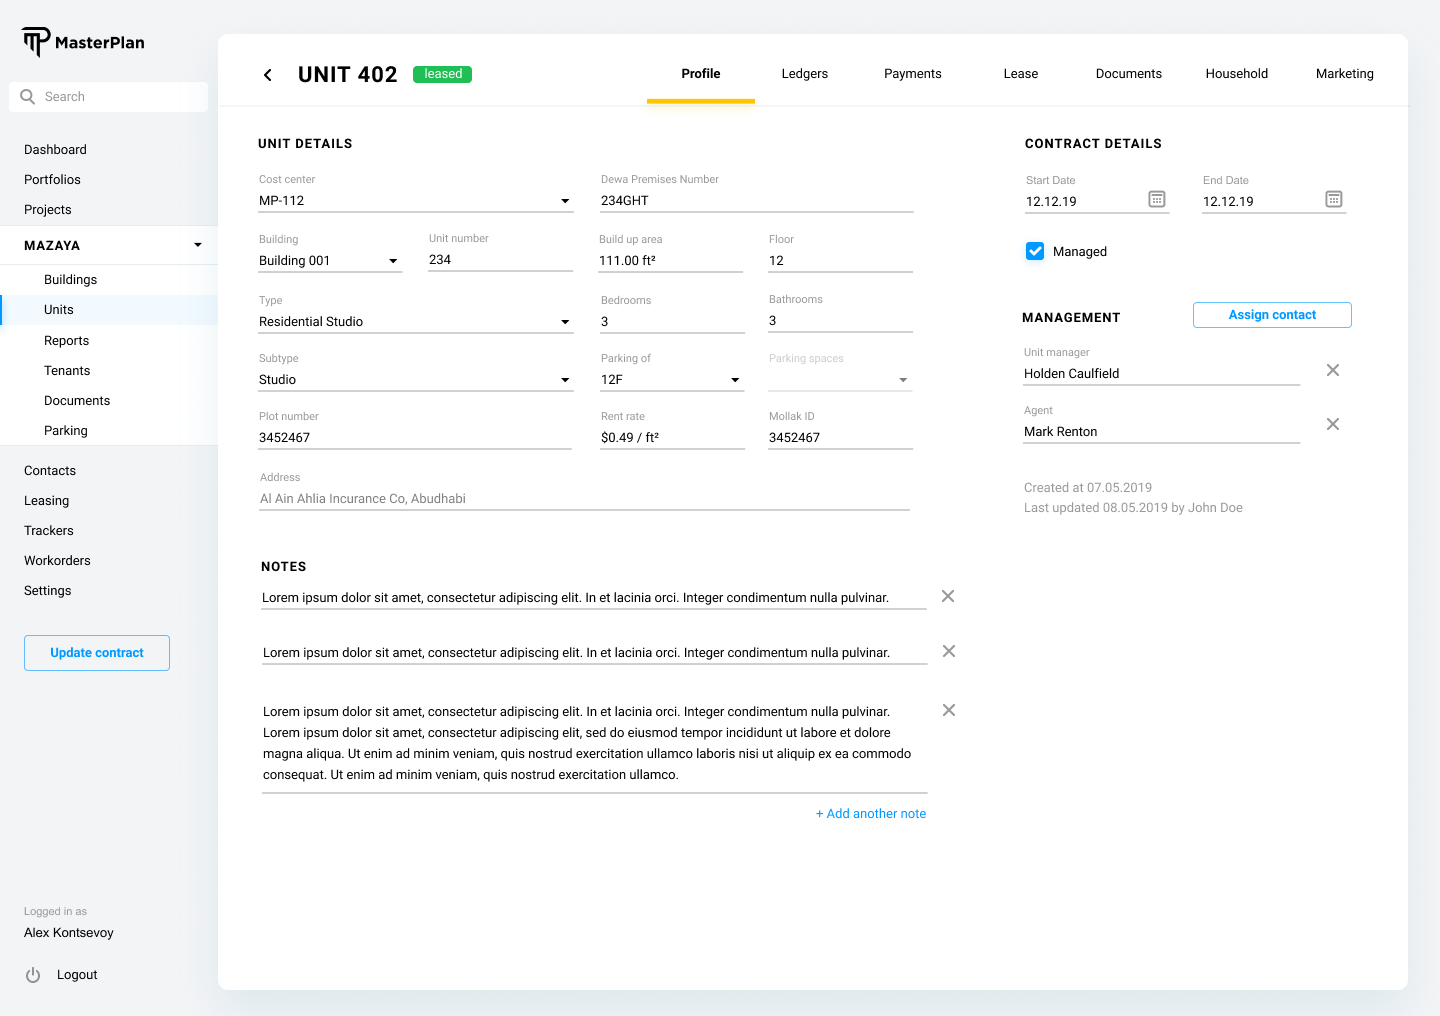 MasterPlan
Search
Dashboard
Portfolios
Projects
MAZAYA
Buildings
Units
Reports
Tenants
Documents
Parking
Contacts
Leasing
Trackers
Workorders
Settings
Update contract
Logged in as
Alex Kontsevoy
Logout
UNIT 402 leased
Profile Ledgers Payments Lease Documents Household Marketing
UNIT DETAILS
Cost center Dewa Premises Number
MP-112 234GHT
Building Unit number Build up area Floor
Building 001 234 111.00 ft² 12
Type Bedrooms Bathrooms
Residential Studio 3 3
Subtype Parking of Parking spaces
Studio 12F
Plot number Rent rate Mollak ID
3452467 $0.49 / ft² 3452467
Address
Al Ain Ahlia Incurance Co, Abudhabi
NOTES
Lorem ipsum dolor sit amet, consectetur adipiscing elit. In et lacinia orci. Integer condimentum nulla pulvinar.
Lorem ipsum dolor sit amet, consectetur adipiscing elit. In et lacinia orci. Integer condimentum nulla pulvinar.
Lorem ipsum dolor sit amet, consectetur adipiscing elit. In et lacinia orci. Integer condimentum nulla pulvinar.
Lorem ipsum dolor sit amet, consectetur adipiscing elit, sed do eiusmod tempor incididunt ut labore et dolore
magna aliqua. Ut enim ad minim veniam, quis nostrud exercitation ullamco laboris nisi ut aliquip ex ea commodo
consequat. Ut enim ad minim veniam, quis nostrud exercitation ullamco.
+ Add another note
CONTRACT DETAILS
Start Date End Date
12.12.19 12.12.19
Managed
MANAGEMENT Assign contact
Unit manager
Holden Caulfield
Agent
Mark Renton
Created at 07.05.2019
Last updated 08.05.2019 by John Doe